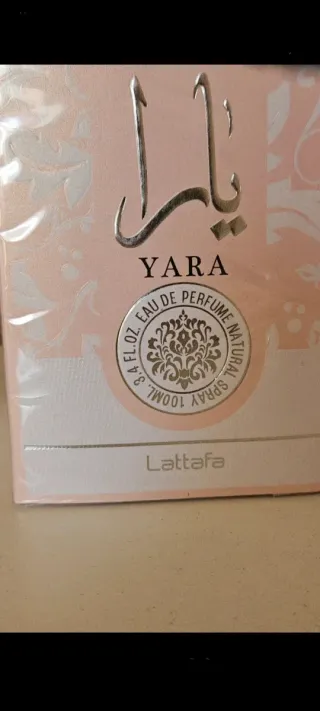 يارا
YARA
EAU DE PERFUME NATURAL SPRAY 100ML. 3.4 FL.OZ.
Lattafa